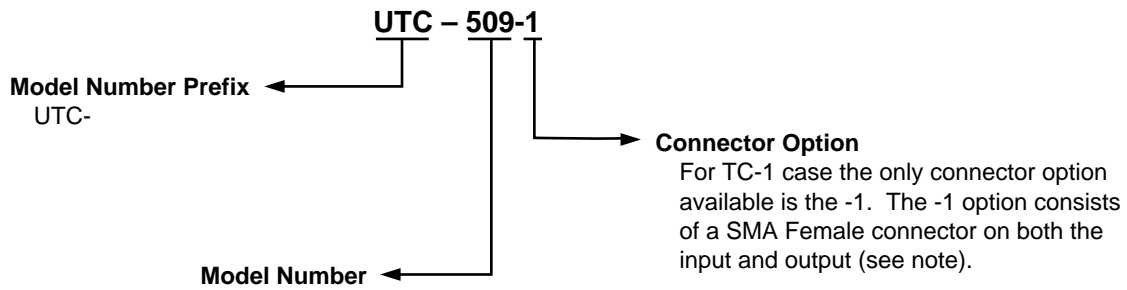 UTC – 509-1
Model Number Prefix
UTC-
Connector Option
For TC-1 case the only connector option
available is the -1.  The -1 option consists
of a SMA Female connector on both the
input and output (see note).
Model Number